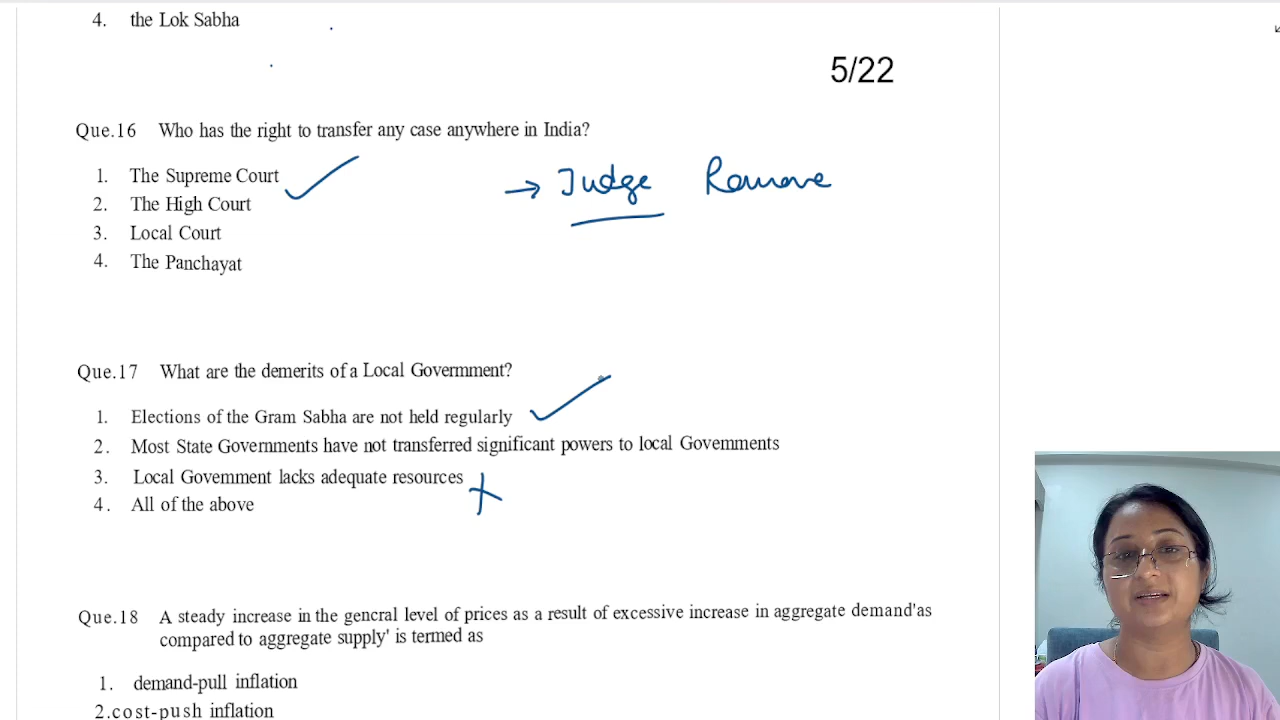 4. the Lok Sabha
5/22
Que.16 Who has the right to transfer any case anywhere in India?
1. The Supreme Court
→ Judge Remove
2. The High Court
3. Local Court
4. The Panchayat
Que.17 What are the demerits of a Local Government?
1. Elections of the Gram Sabha are not held regularly
2. Most State Governments have not transferred significant powers to local Governments
3. Local Government lacks adequate resources
4. All of the above
Que.18 A steady increase in the general level of prices as a result of excessive increase in aggregate demand'as
compared to aggregate supply' is termed as
1. demand-pull inflation
2.cost-push inflation